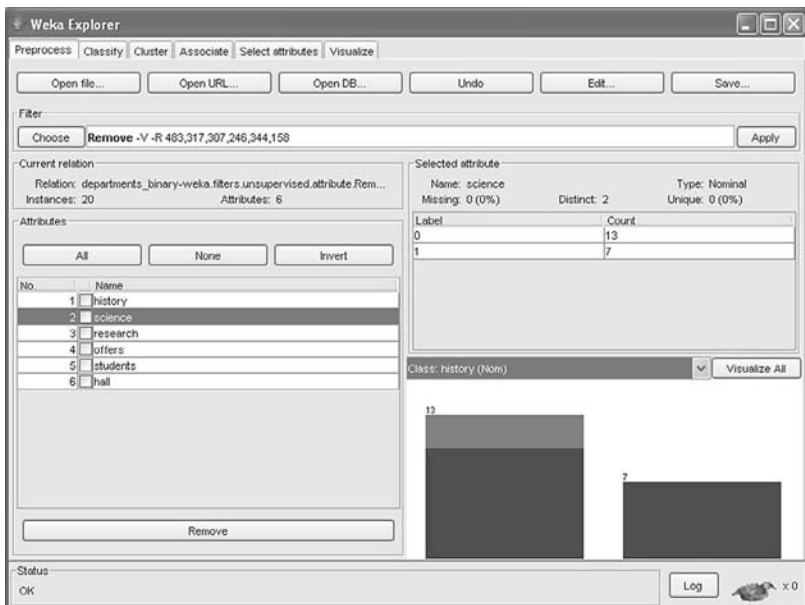 Weka Explorer
Preprocess Classify Cluster Associate Select attributes Visualize
Open file... Open URL... Open DB... Undo Edit... Save...
Filter
Choose Remove -V -R 483,317,307,246,344,158 Apply
Current relation
Relation: departments_binary-weka.filters.unsupervised.attribute.Rem...
Instances: 20 Attributes: 6
Attributes
All None Invert
No. Name
1 history
2 science
3 research
4 offers
5 students
6 hall
Remove
Selected attribute
Name: science Type: Nominal
Missing: 0 (0%) Distinct: 2 Unique: 0 (0%)
Label Count
0 13
1 7
Class: history (Nom) Visualize All
13
7
Status
OK
Log x 0